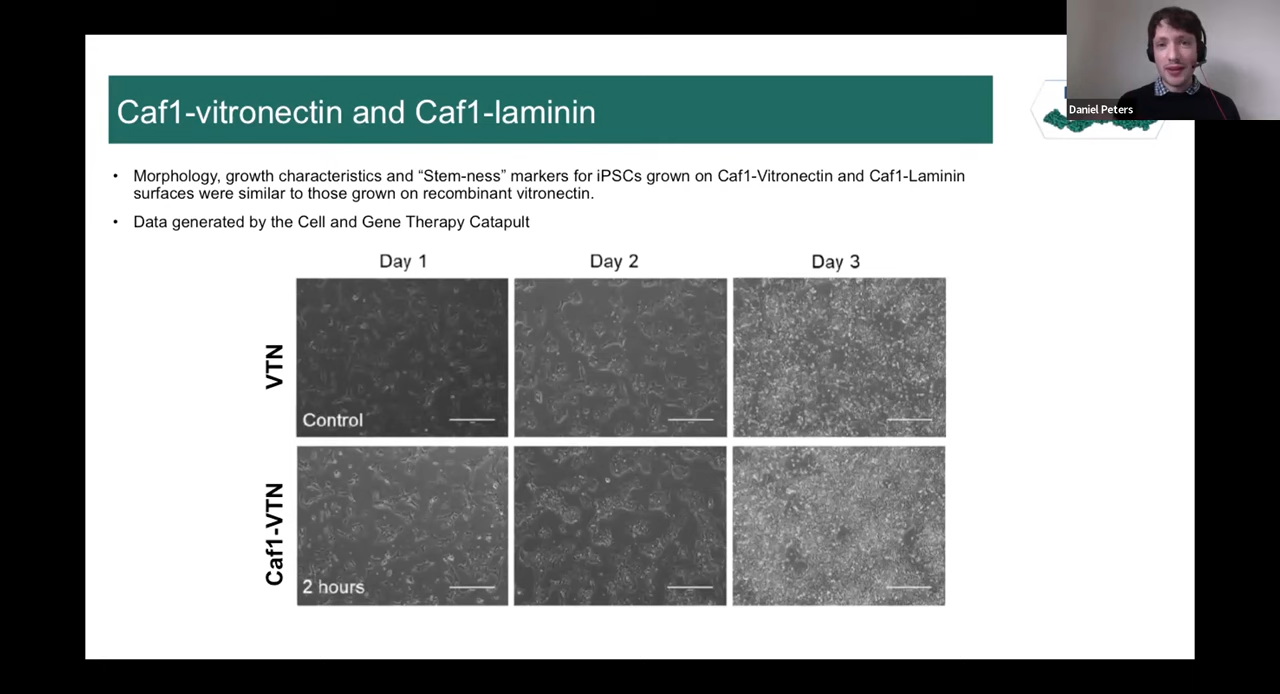 Daniel Peters
Caf1-vitronectin and Caf1-laminin
• Morphology, growth characteristics and “Stem-ness” markers for iPSCs grown on Caf1-Vitronectin and Caf1-Laminin
surfaces were similar to those grown on recombinant vitronectin.
• Data generated by the Cell and Gene Therapy Catapult
Day 1 Day 2 Day 3
VTN
Control
Caf1-VTN
2 hours